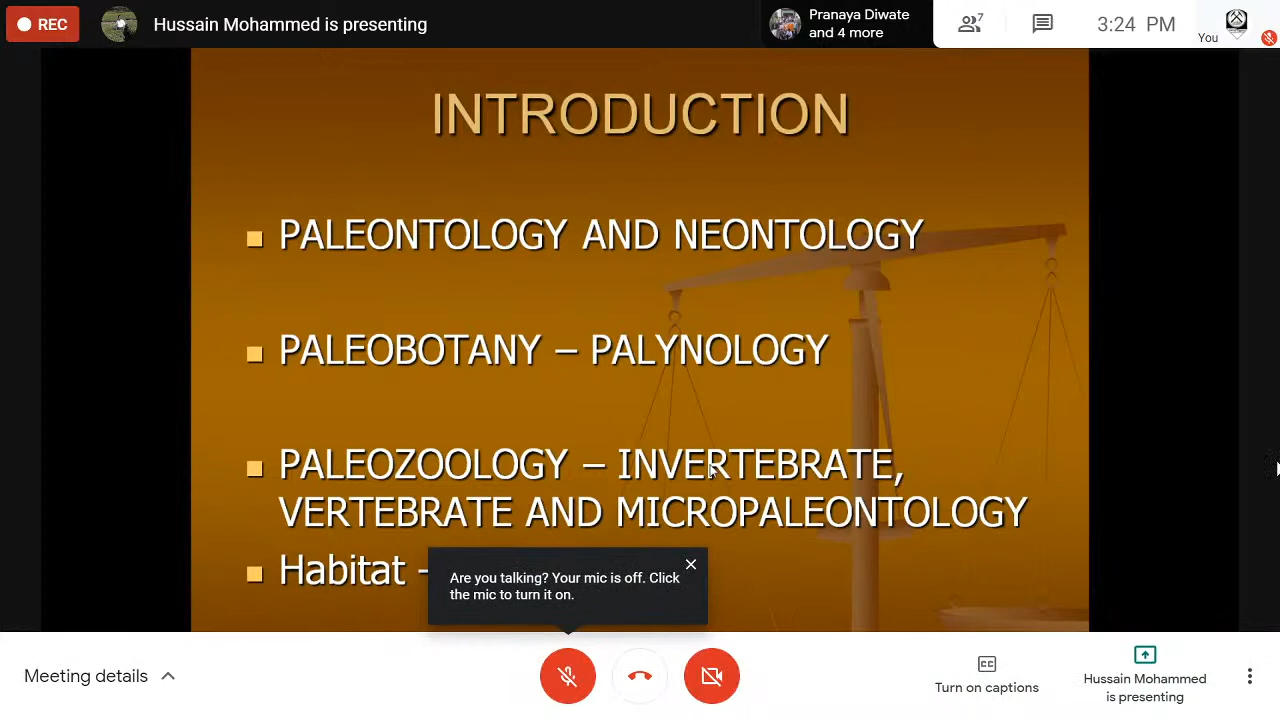 REC
Hussain Mohammed is presenting
Pranaya Diwate
and 4 more
7
3:24 PM
You
INTRODUCTION
PALEONTOLOGY AND NEONTOLOGY
PALEOBOTANY – PALYNOLOGY
PALEOZOOLOGY – INVERTEBRATE,
VERTEBRATE AND MICROPALEONTOLOGY
Habitat -
Are you talking? Your mic is off. Click
the mic to turn it on.
Meeting details
Turn on captions
Hussain Mohammed
is presenting